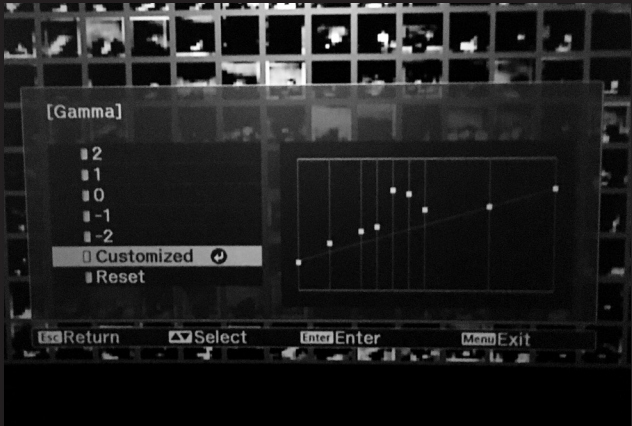 [Gamma]
2
1
0
-1
-2
Customized
Reset
Esc Return
Select
Enter Enter
Menu Exit